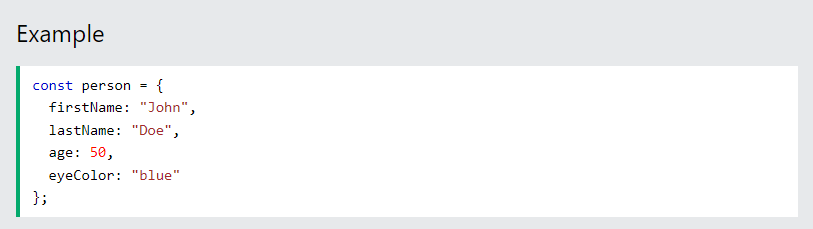 Example
const person = {
  firstName: "John",
  lastName: "Doe",
  age: 50,
  eyeColor: "blue"
};